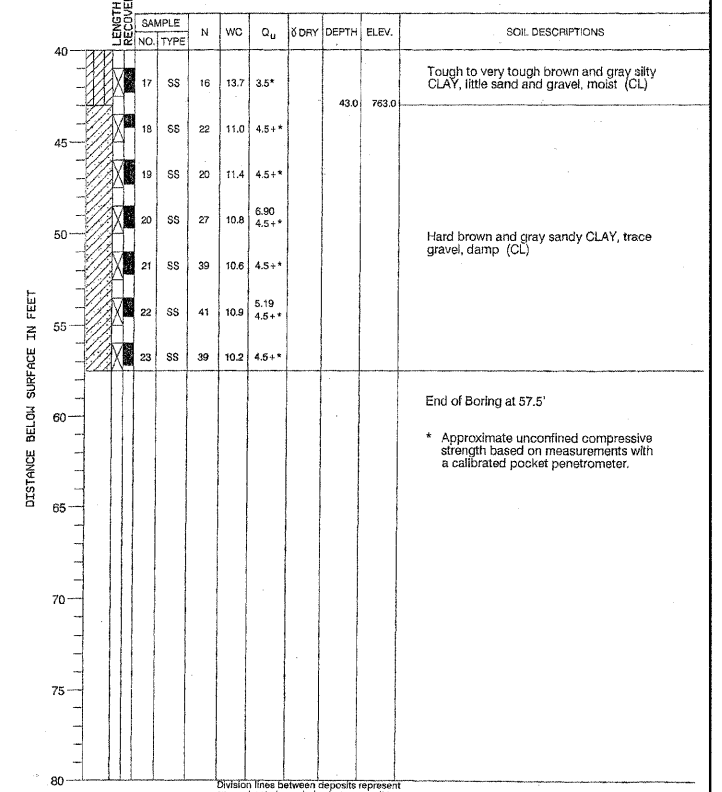 LENGTH
RECOVERY
SAMPLE
NO. TYPE N WC Qu ɣ DRY DEPTH ELEV. SOIL DESCRIPTIONS
40
17 SS 16 13.7 3.5*
Tough to very tough brown and gray silty
CLAY, little sand and gravel, moist (CL)
43.0 763.0
18 SS 22 11.0 4.5+*
45
19 SS 20 11.4 4.5+*
20 SS 27 10.8 6.90
4.5+*
50
Hard brown and gray sandy CLAY, trace
gravel, damp (CL)
21 SS 39 10.6 4.5+*
22 SS 41 10.9 5.19
4.5+*
55
23 SS 39 10.2 4.5+*
End of Boring at 57.5'
60
* Approximate unconfined compressive
strength based on measurements with
a calibrated pocket penetrometer.
65
70
75
80
DISTANCE BELOW SURFACE IN FEET
Division lines between deposits represent